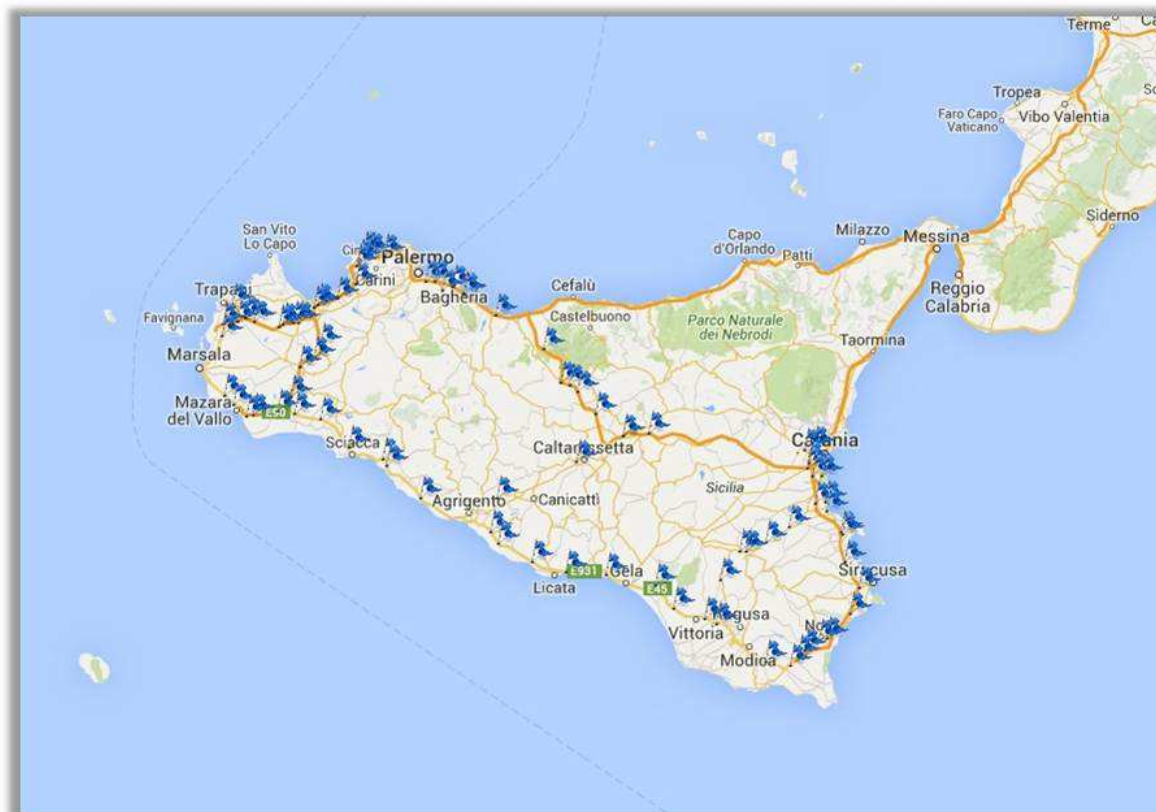 Terme
Tropea
Vibo Valentia
Faro Capo
Vaticano
Siderno
San Vito
Lo Capo
Capo
d'Orlando
Milazzo
Patti
Messina
Reggio
Calabria
Palermo
Carini
Bagheria
Cefalù
Castelbuono
Parco Naturale
dei Nebrodi
Taormina
Trapani
Favignana
Marsala
Mazara
del Vallo
E90
Sciacca
Caltanissetta
Catania
Sicilia
Agrigento
Canicattì
Licata
E931
Gela
E45
Siracusa
Vittoria
Ragusa
Modica